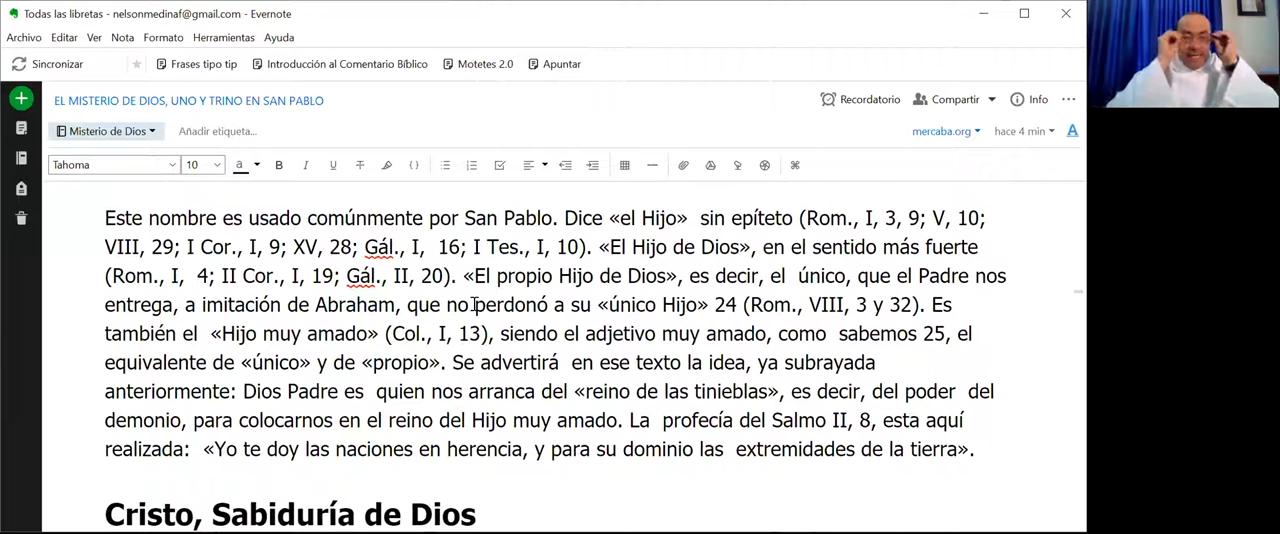 Todas las libretas - nelsonmedinaf@gmail.com - Evernote
Archivo Editar Ver Nota Formato Herramientas Ayuda
Sincronizar Frases tipo tip Introducción al Comentario Bíblico Motetes 2.0 Apuntar
EL MISTERIO DE DIOS, UNO Y TRINO EN SAN PABLO Recordatorio Compartir Info
Misterio de Dios Añadir etiqueta... mercaba.org hace 4 min
Tahoma 10
Este nombre es usado comúnmente por San Pablo. Dice «el Hijo» sin epíteto (Rom., I, 3, 9; V, 10;
VIII, 29; I Cor., I, 9; XV, 28; Gál., I, 16; I Tes., I, 10). «El Hijo de Dios», en el sentido más fuerte
(Rom., I, 4; II Cor., I, 19; Gál., II, 20). «El propio Hijo de Dios», es decir, el único, que el Padre nos
entrega, a imitación de Abraham, que no perdonó a su «único Hijo» 24 (Rom., VIII, 3 y 32). Es
también el «Hijo muy amado» (Col., I, 13), siendo el adjetivo muy amado, como sabemos 25, el
equivalente de «único» y de «propio». Se advertirá en ese texto la idea, ya subrayada
anteriormente: Dios Padre es quien nos arranca del «reino de las tinieblas», es decir, del poder del
demonio, para colocarnos en el reino del Hijo muy amado. La profecía del Salmo II, 8, esta aquí
realizada: «Yo te doy las naciones en herencia, y para su dominio las extremidades de la tierra».
Cristo, Sabiduría de Dios